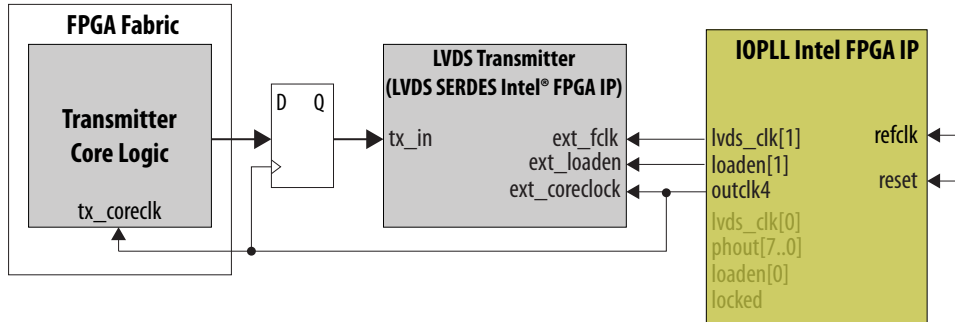 FPGA Fabric
Transmitter
Core Logic
tx_coreclk
D Q
LVDS Transmitter
(LVDS SERDES Intel® FPGA IP)
tx_in
ext_fclk
ext_loaden
ext_coreclock
IOPLL Intel FPGA IP
lvds_clk[1]
loaden[1]
outclk4
lvds_clk[0]
phout[7..0]
loaden[0]
locked
refclk
reset